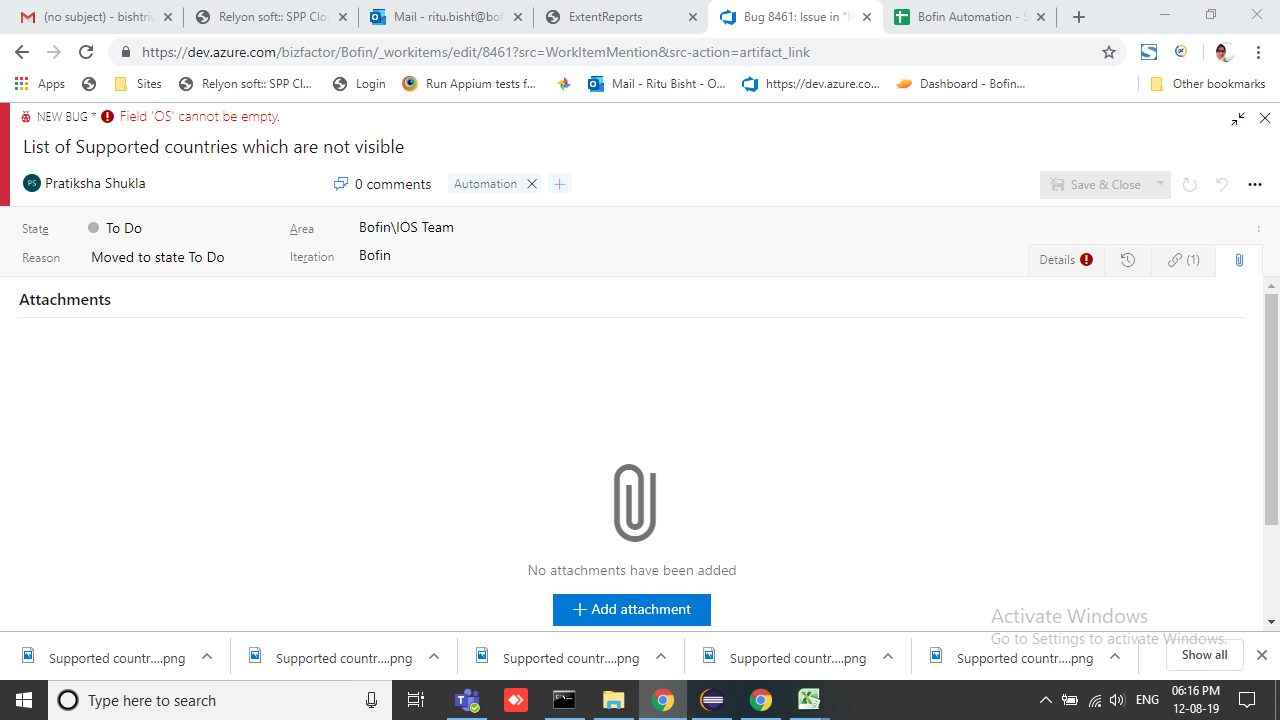 (no subject) - bishtriv
Relyon soft:: SPP Clou
Mail - ritu.bisht@bof
ExtentReports
Bug 8461: Issue in "In
Bofin Automation - S
https://dev.azure.com/bizfactor/Bofin/_workitems/edit/8461?src=WorkItemMention&src-action=artifact_link
Apps
Sites
Relyon soft:: SPP Cl...
Login
Run Appium tests f...
Mail - Ritu Bisht - O...
https://dev.azure.co...
Dashboard - Bofin...
Other bookmarks
NEW BUG * Field 'OS' cannot be empty.
List of Supported countries which are not visible
PS Pratiksha Shukla
0 comments
Automation
Save & Close
State To Do
Area Bofin\IOS Team
Reason Moved to state To Do
Iteration Bofin
Details
(1)
Attachments
No attachments have been added
Add attachment
Activate Windows
Go to Settings to activate Windows.
Supported countr....png
Supported countr....png
Supported countr....png
Supported countr....png
Supported countr....png
Show all
Type here to search
ENG
06:16 PM
12-08-19